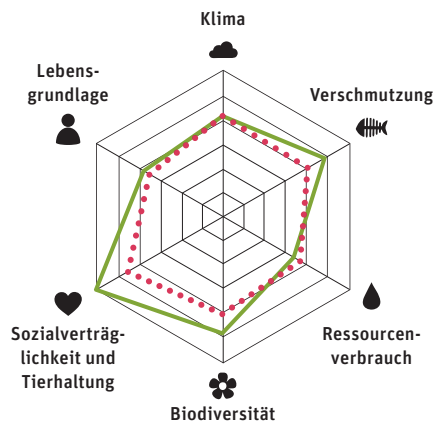 Klima
Lebens-
grundlage
Verschmutzung
Sozialverträg-
lichkeit und
Tierhaltung
Ressourcen-
verbrauch
Biodiversität